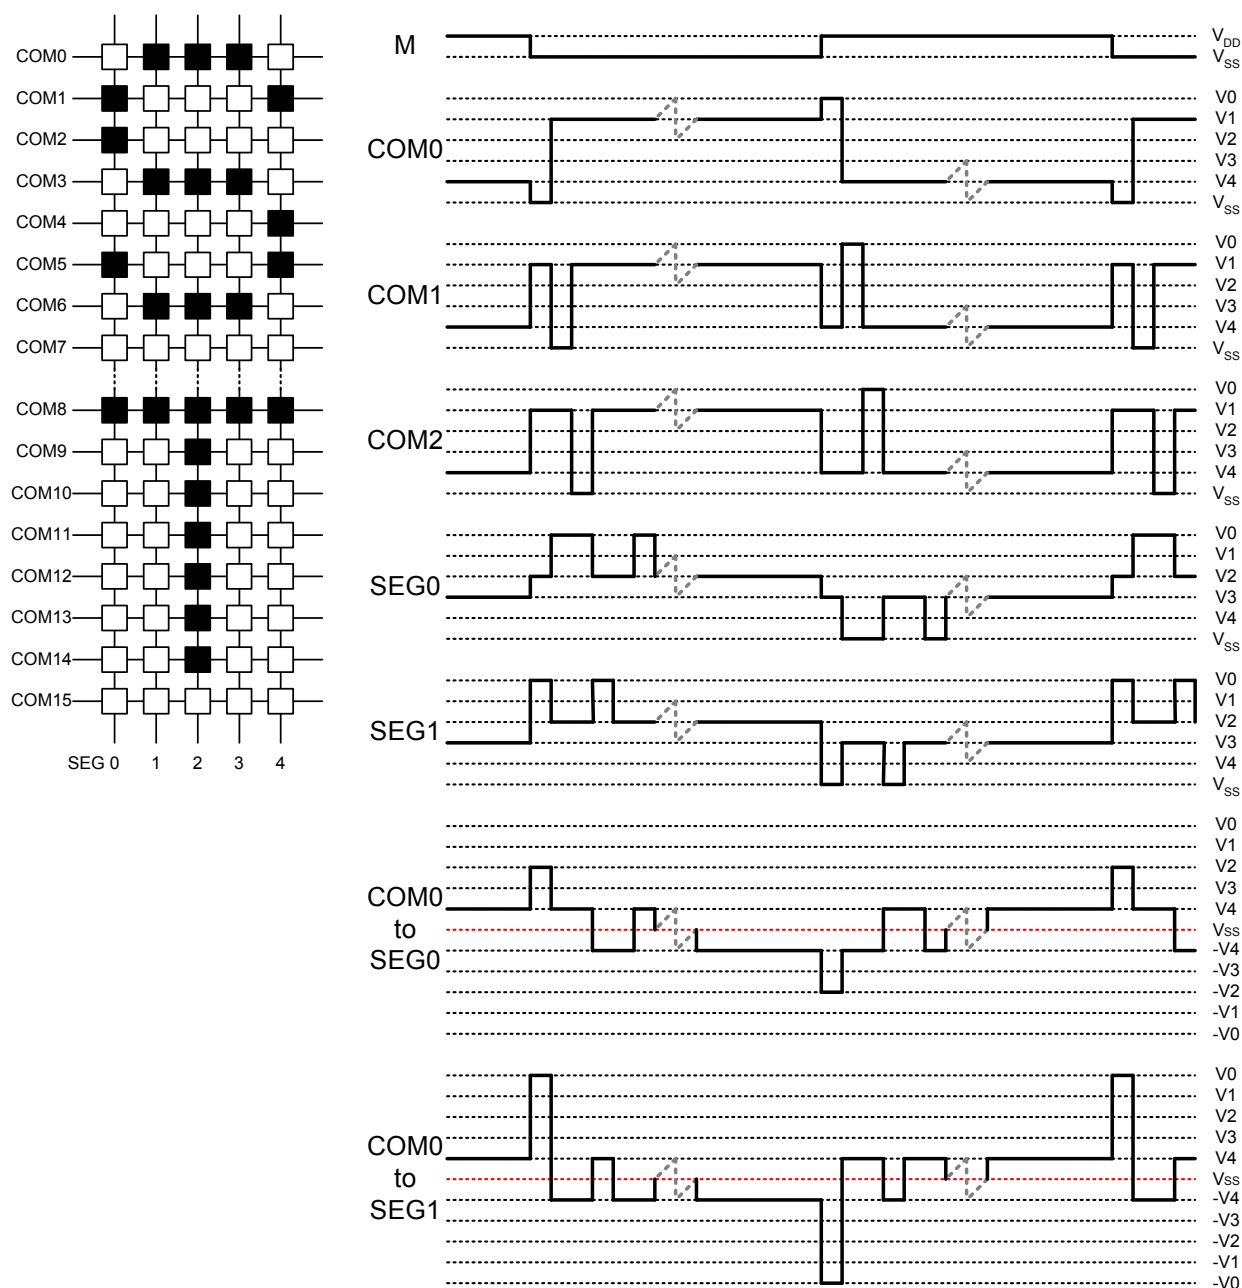 COM0
COM1
COM2
COM3
COM4
COM5
COM6
COM7
COM8
COM9
COM10
COM11
COM12
COM13
COM14
COM15
SEG 0 1 2 3 4
M
VDD
VSS
COM0
V0
V1
V2
V3
V4
VSS
COM1
V0
V1
V2
V3
V4
VSS
COM2
V0
V1
V2
V3
V4
VSS
SEG0
V0
V1
V2
V3
V4
VSS
SEG1
V0
V1
V2
V3
V4
VSS
COM0
to
SEG0
V0
V1
V2
V3
V4
VSS
-V4
-V3
-V2
-V1
-V0
COM0
to
SEG1
V0
V1
V2
V3
V4
VSS
-V4
-V3
-V2
-V1
-V0